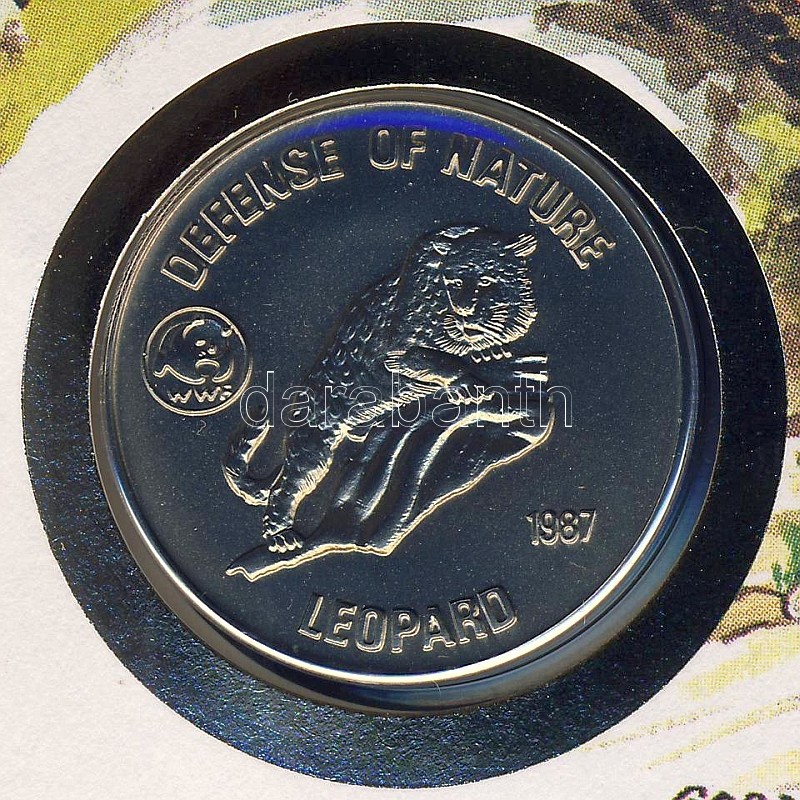 DEFENSE OF NATURE
WWF
darabanth
1987
LEOPARD